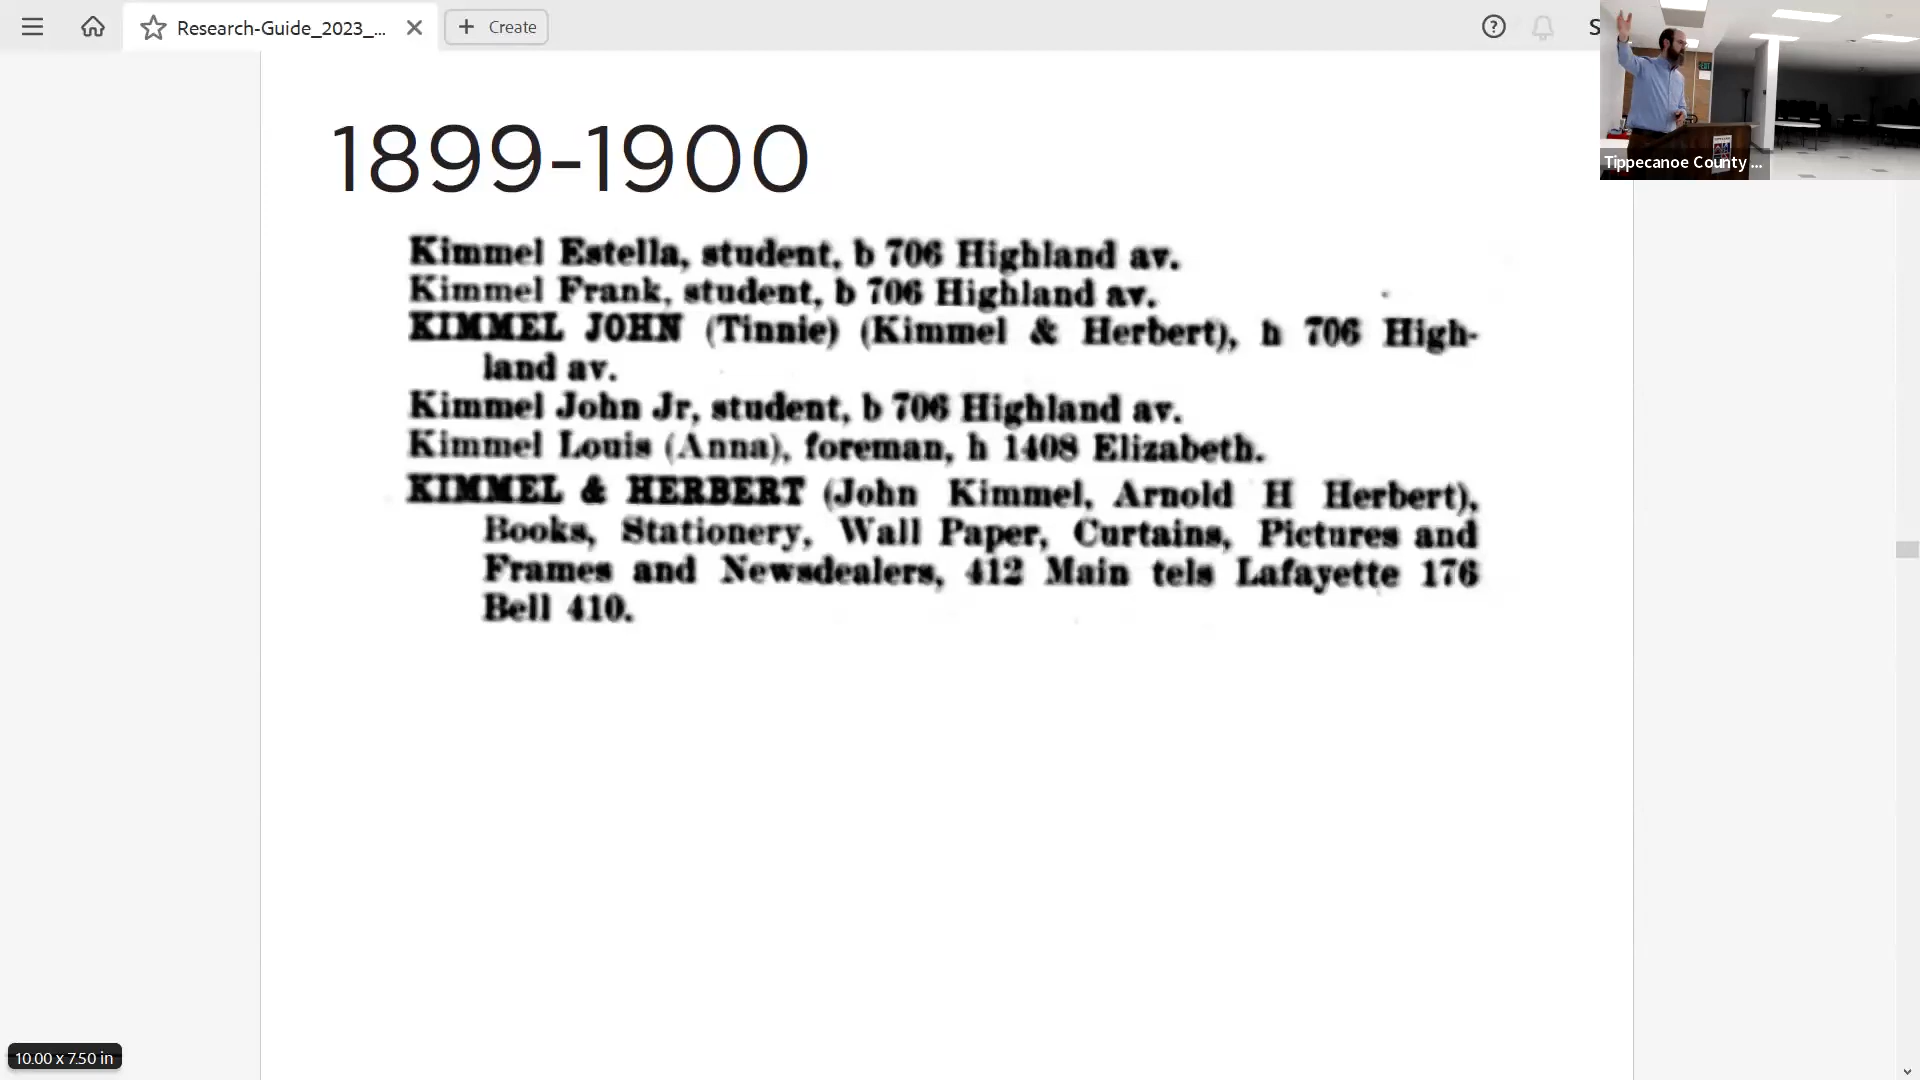 Research-Guide_2023_...
Create
S
Tippecanoe County ...
1899-1900
Kimmel Estella, student, b 706 Highland av.
Kimmel Frank, student, b 706 Highland av.
KIMMEL JOHN (Tinnie) (Kimmel & Herbert), h 706 High-
land av.
Kimmel John Jr, student, b 706 Highland av.
Kimmel Louis (Anna), foreman, h 1408 Elizabeth.
KIMMEL & HERBERT (John Kimmel, Arnold H Herbert),
Books, Stationery, Wall Paper, Curtains, Pictures and
Frames and Newsdealers, 412 Main tels Lafayette 176
Bell 410.
10.00 x 7.50 in